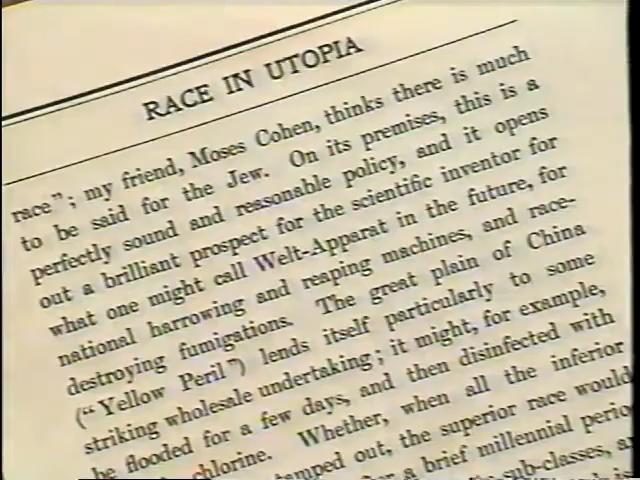 RACE IN UTOPIA
race”; my friend, Moses Cohen, thinks there is much
to be said for the Jew. On its premises, this is a
perfectly sound and reasonable policy, and it opens
out a brilliant prospect for the scientific inventor for
what one might call Welt-Apparat in the future, for
national harrowing and reaping machines, and race-
destroying fumigations. The great plain of China
(“Yellow Peril”) lends itself particularly to some
striking wholesale undertaking; it might, for example,
be flooded for a few days, and then disinfected with
chlorine. Whether, when all the inferior
out, the superior race would
a brief millennial
sub-classes,